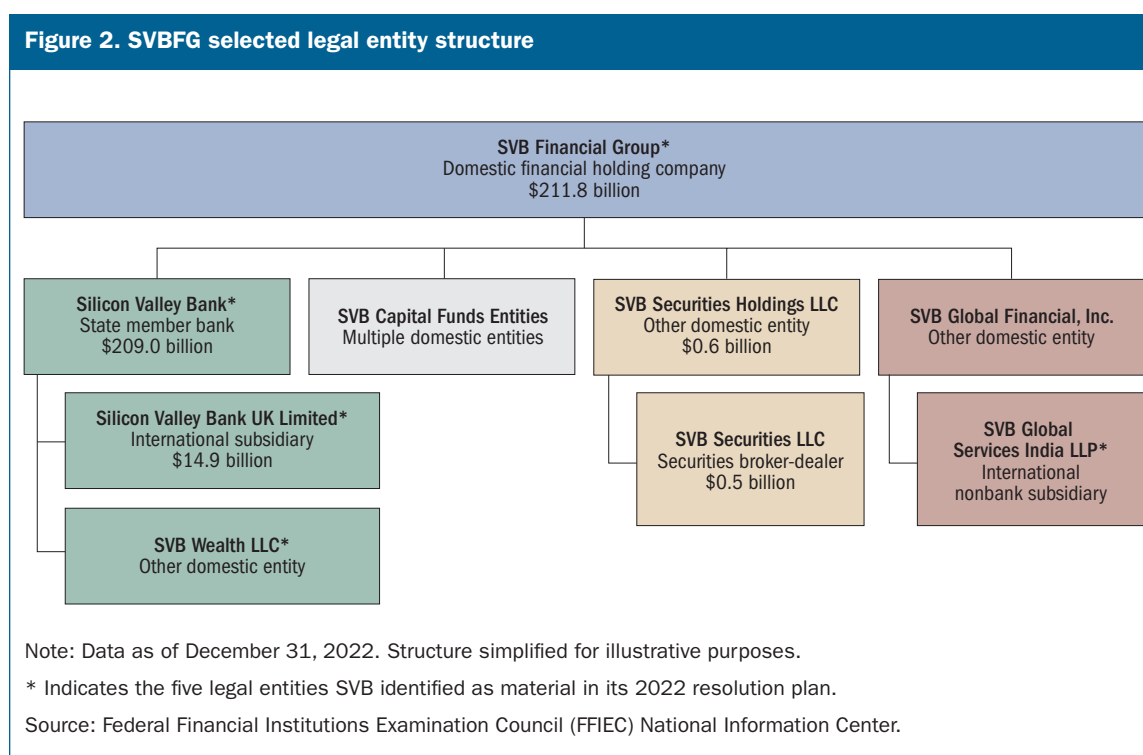 Figure 2. SVBFG selected legal entity structure
SVB Financial Group*
Domestic financial holding company
$211.8 billion
Silicon Valley Bank*
State member bank
$209.0 billion
SVB Capital Funds Entities
Multiple domestic entities
SVB Securities Holdings LLC
Other domestic entity
$0.6 billion
SVB Global Financial, Inc.
Other domestic entity
Silicon Valley Bank UK Limited*
International subsidiary
$14.9 billion
SVB Securities LLC
Securities broker-dealer
$0.5 billion
SVB Global
Services India LLP*
International
nonbank subsidiary
SVB Wealth LLC*
Other domestic entity
Note: Data as of December 31, 2022. Structure simplified for illustrative purposes.
* Indicates the five legal entities SVB identified as material in its 2022 resolution plan.
Source: Federal Financial Institutions Examination Council (FFIEC) National Information Center.